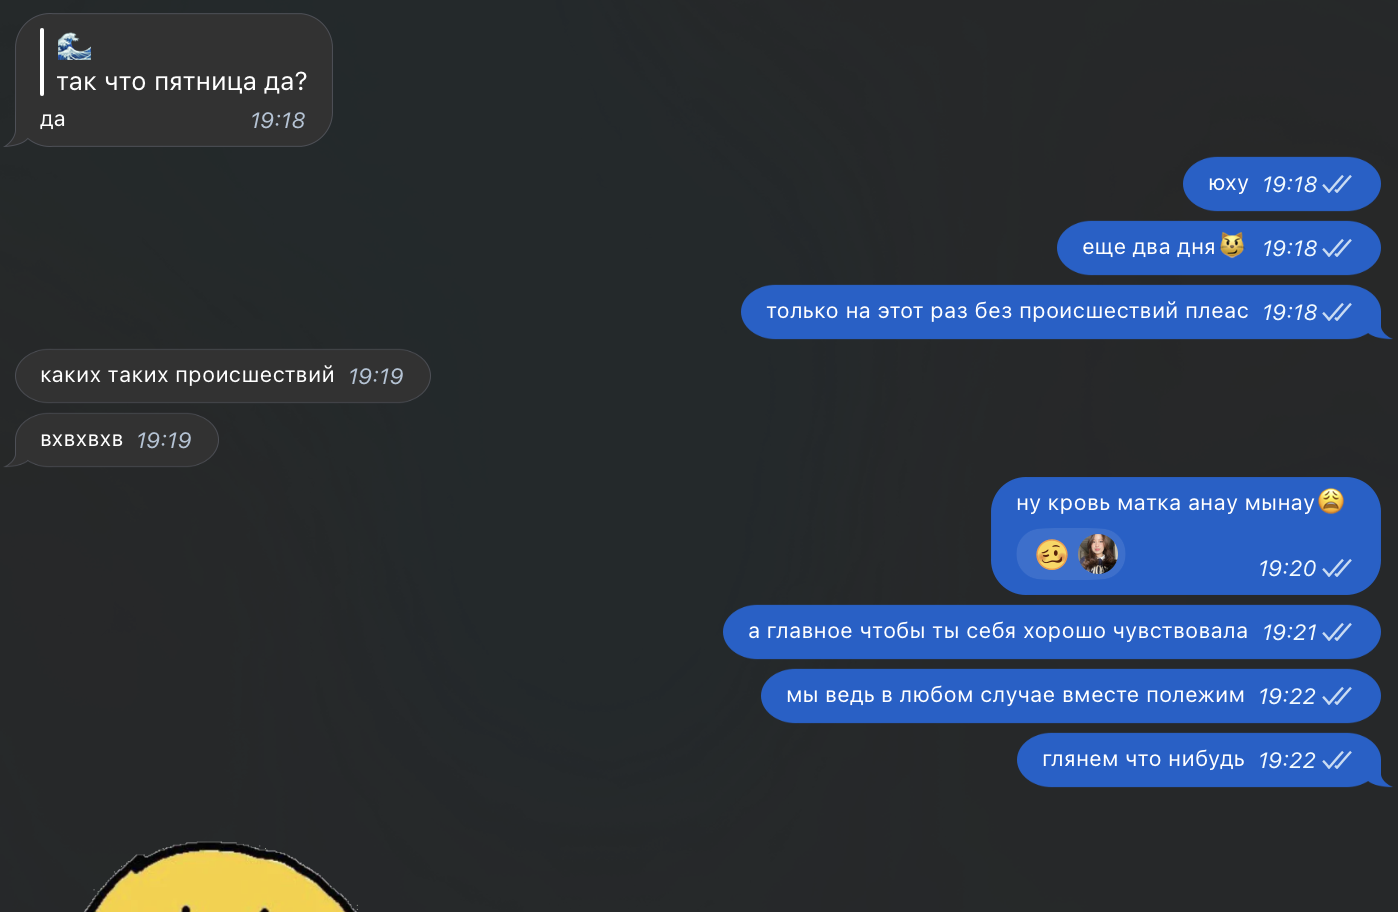 🌊
так что пятница да?
да 19:18
юху 19:18
еще два дня😼 19:18
только на этот раз без происшествий плеас 19:18
каких таких происшествий 19:19
вхвхвхв 19:19
ну кровь матка анау мынау😩
19:20
а главное чтобы ты себя хорошо чувствовала 19:21
мы ведь в любом случае вместе полежим 19:22
глянем что нибудь 19:22